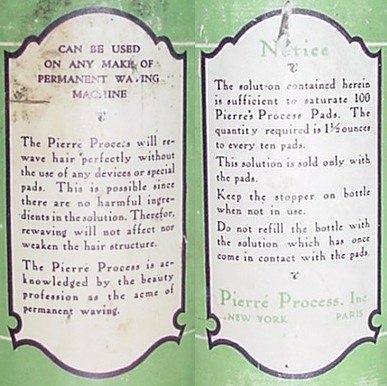 CAN BE USED
ON ANY MAKE OF
PERMANENT WAVING
MACHINE
The Pierre Process will re-
wave hair perfectly without
the use of any devices or special
pads. This is possible since
there are no harmful ingre-
dients in the solution. Therefor,
rewaving will not affect nor
weaken the hair structure.
The Pierré Process is ac-
knowledged by the beauty
profession as the acme of
permanent waving.
Notice
The solution contained herein
is sufficient to saturate 100
Pierre's Process Pads. The
quantity required is 1½ ounces
to every ten pads.
This solution is sold only with
the pads.
Keep the stopper on bottle
when not in use.
Do not refill the bottle with
the solution which has once
come in contact with the pads.
Pierré Process, Inc
NEW YORK PARIS